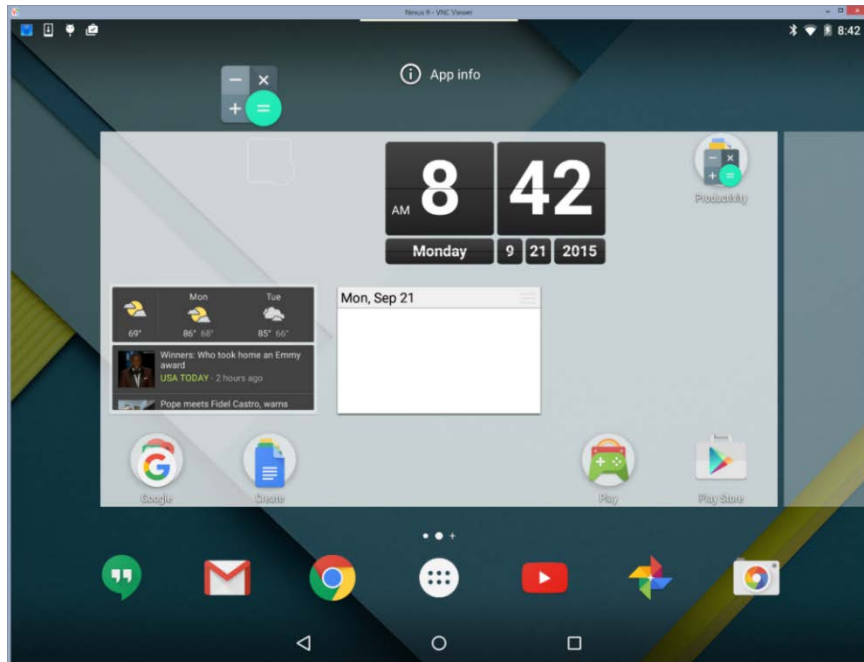 Nexus 9 - VNC Viewer
8:42
App info
AM 8 42
Monday 9 21 2015
Productivity
Mon Tue
69° 86° 68° 85° 66°
Winners: Who took home an Emmy
award
USA TODAY - 2 hours ago
Pope meets Fidel Castro, warns
Mon, Sep 21
Google
Create
Play
Play Store